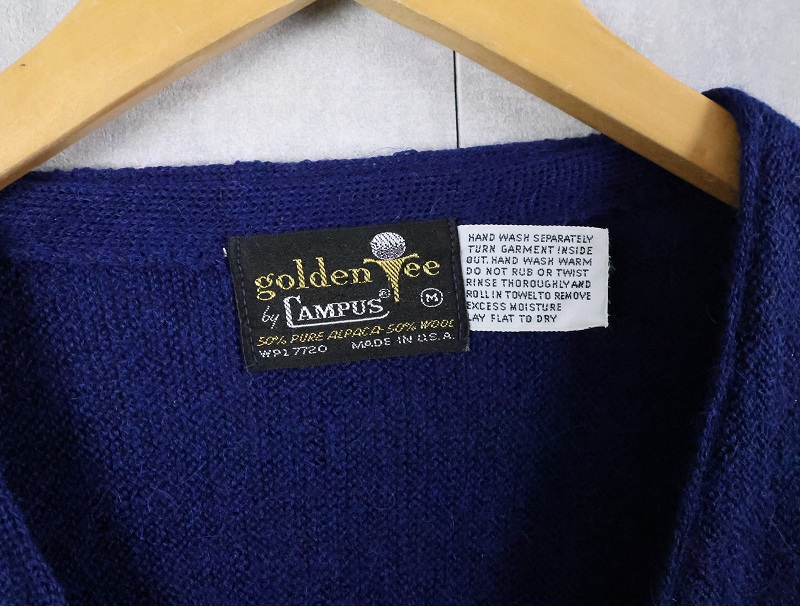 golden Tee
by CAMPUS® M
50% PURE ALPACA-50% WOOL
WPL7720 MADE IN U.S.A.
HAND WASH SEPARATELY
TURN GARMENT INSIDE
OUT. HAND WASH WARM
DO NOT RUB OR TWIST
RINSE THOROUGHLY AND
ROLL IN TOWEL TO REMOVE
EXCESS MOISTURE
LAY FLAT TO DRY